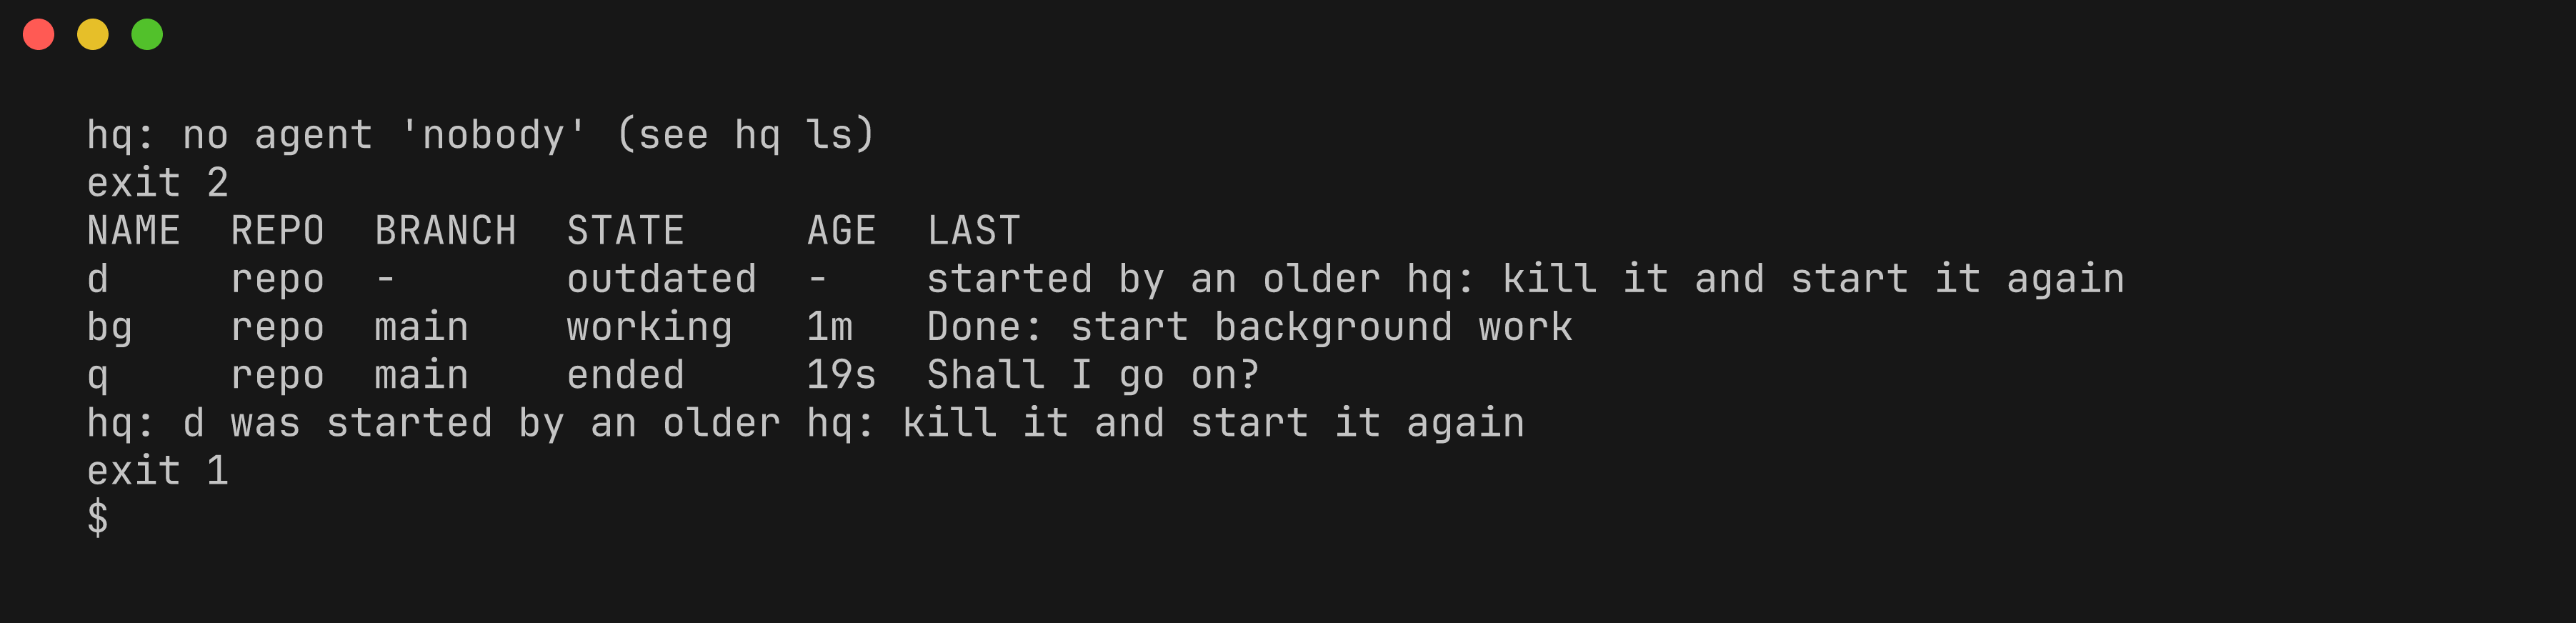 hq: no agent 'nobody' (see hq ls)
exit 2
NAME  REPO  BRANCH  STATE     AGE  LAST
d     repo  -       outdated  -    started by an older hq: kill it and start it again
bg    repo  main    working   1m   Done: start background work
q     repo  main    ended     19s  Shall I go on?
hq: d was started by an older hq: kill it and start it again
exit 1
$